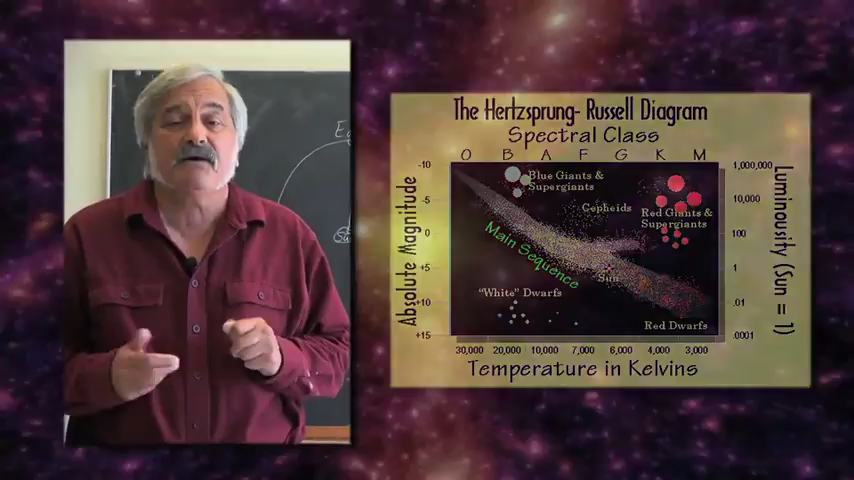 The Hertzsprung- Russell Diagram
Spectral Class
O B A F G K M
-10
-5
0
+5
+10
+15
Absolute Magnitude
1,000,000
10,000
100
1
.01
.0001
Luminousity (Sun = 1)
Blue Giants &
Supergiants
Cepheids
Red Giants &
Supergiants
Main Sequence
Sun
"White" Dwarfs
Red Dwarfs
30,000 20,000 10,000 7,000 6,000 4,000 3,000
Temperature in Kelvins